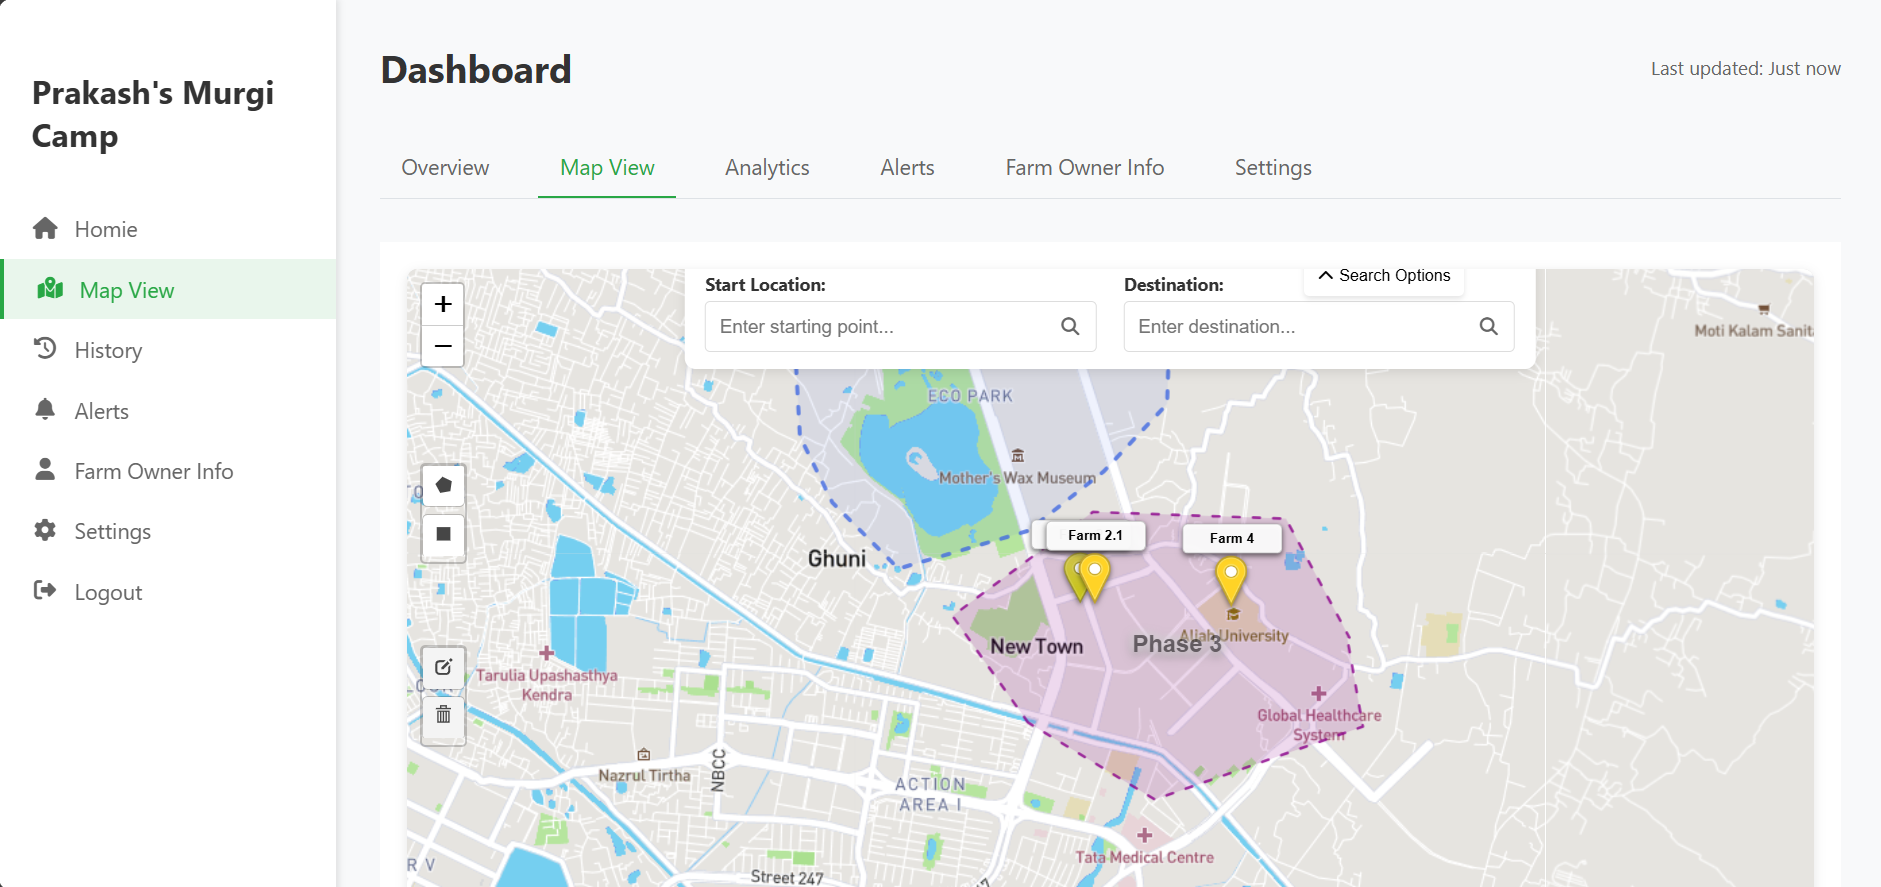 Prakash's Murgi
Camp
Homie
Map View
History
Alerts
Farm Owner Info
Settings
Logout
Dashboard
Last updated: Just now
Overview
Map View
Analytics
Alerts
Farm Owner Info
Settings
Start Location:
Enter starting point...
Destination:
Enter destination...
Search Options
+
−
Moti Kalam Sanit
ECO PARK
Mother's Wax Museum
Farm 2.1
Farm 4
Ghuni
New Town
Aliah University
Phase 3
Tarulia Upashasthya
Kendra
Global Healthcare
System
Nazrul Tirtha
NBCC
ACTION
AREA I
Tata Medical Centre
R V
Street 247